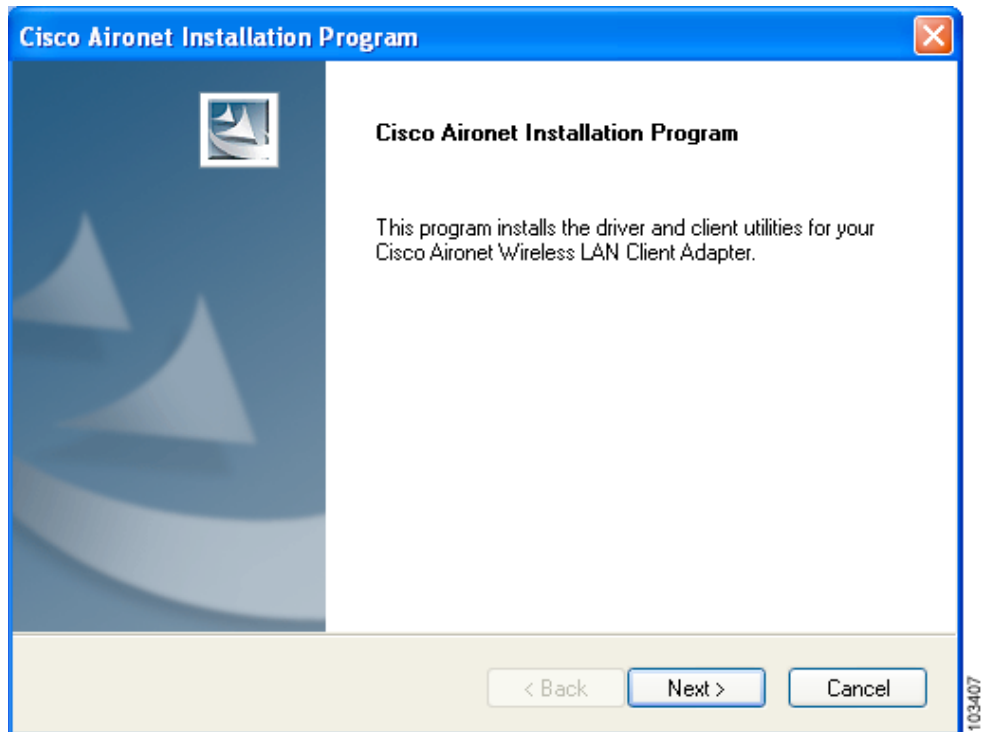 Cisco Aironet Installation Program
Cisco Aironet Installation Program
This program installs the driver and client utilities for your
Cisco Aironet Wireless LAN Client Adapter.
< Back
Next >
Cancel
103407